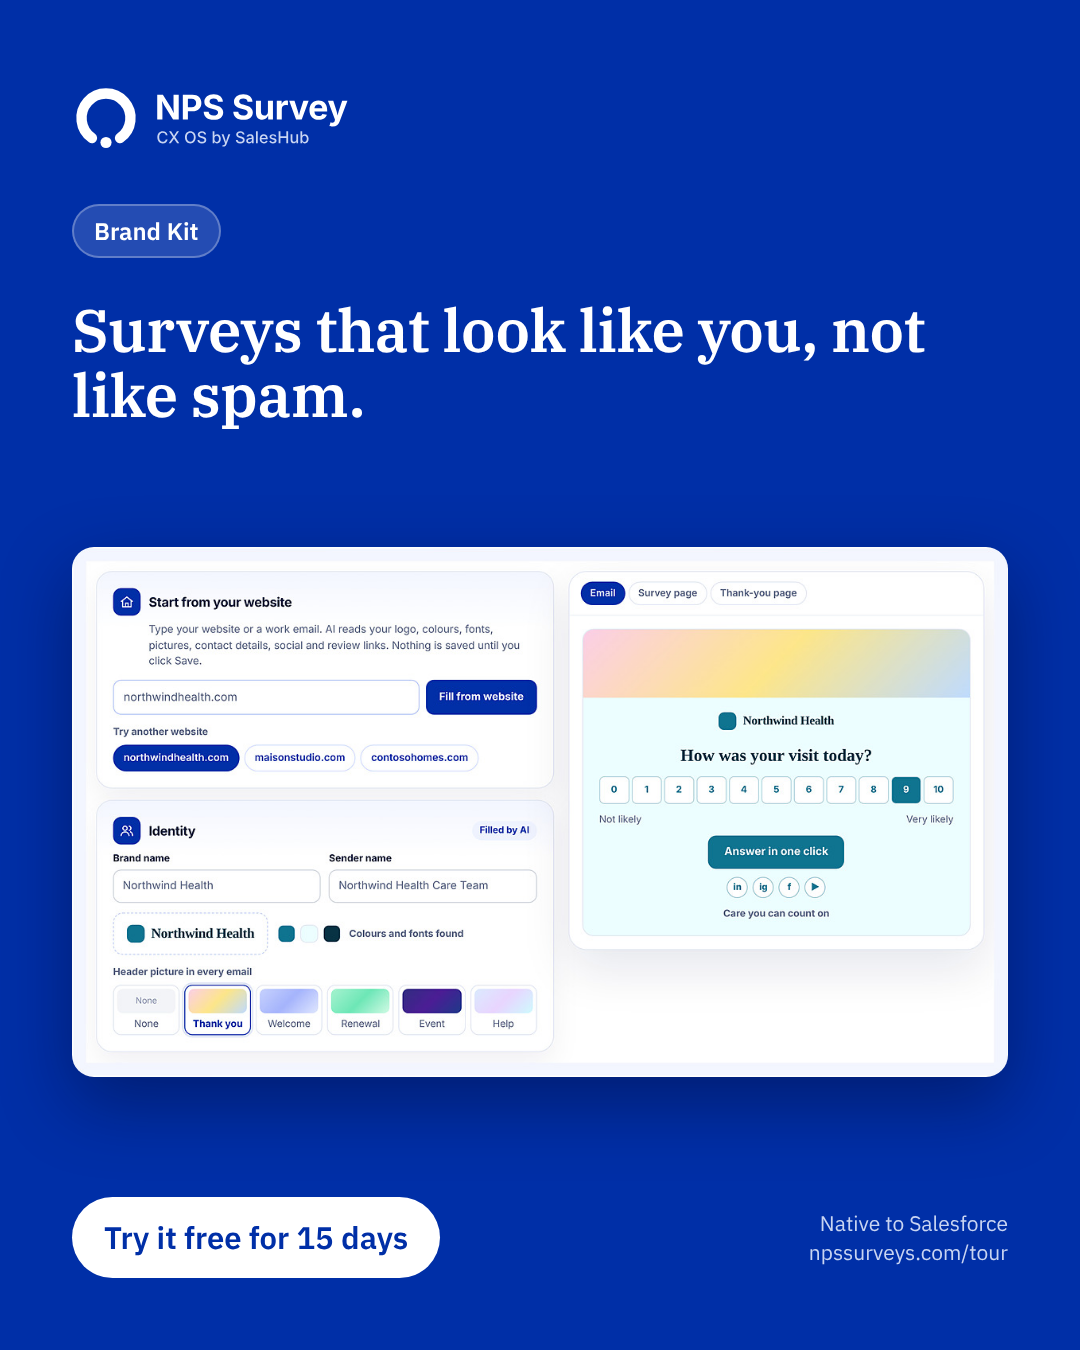 NPS Survey
CX OS by SalesHub
Brand Kit
Surveys that look like you, not
like spam.
Start from your website
Type your website or a work email. AI reads your logo, colours, fonts,
pictures, contact details, social and review links. Nothing is saved until you
click Save.
northwindhealth.com
Fill from website
Try another website
northwindhealth.com
maisonstudio.com
contosohomes.com
Identity
Filled by AI
Brand name
Sender name
Northwind Health
Northwind Health Care Team
Northwind Health
Colours and fonts found
Header picture in every email
None
None
Thank you
Welcome
Renewal
Event
Help
Email
Survey page
Thank-you page
Northwind Health
How was your visit today?
0 1 2 3 4 5 6 7 8 9 10
Not likely
Very likely
Answer in one click
in ig f
Care you can count on
Try it free for 15 days
Native to Salesforce
npssurveys.com/tour